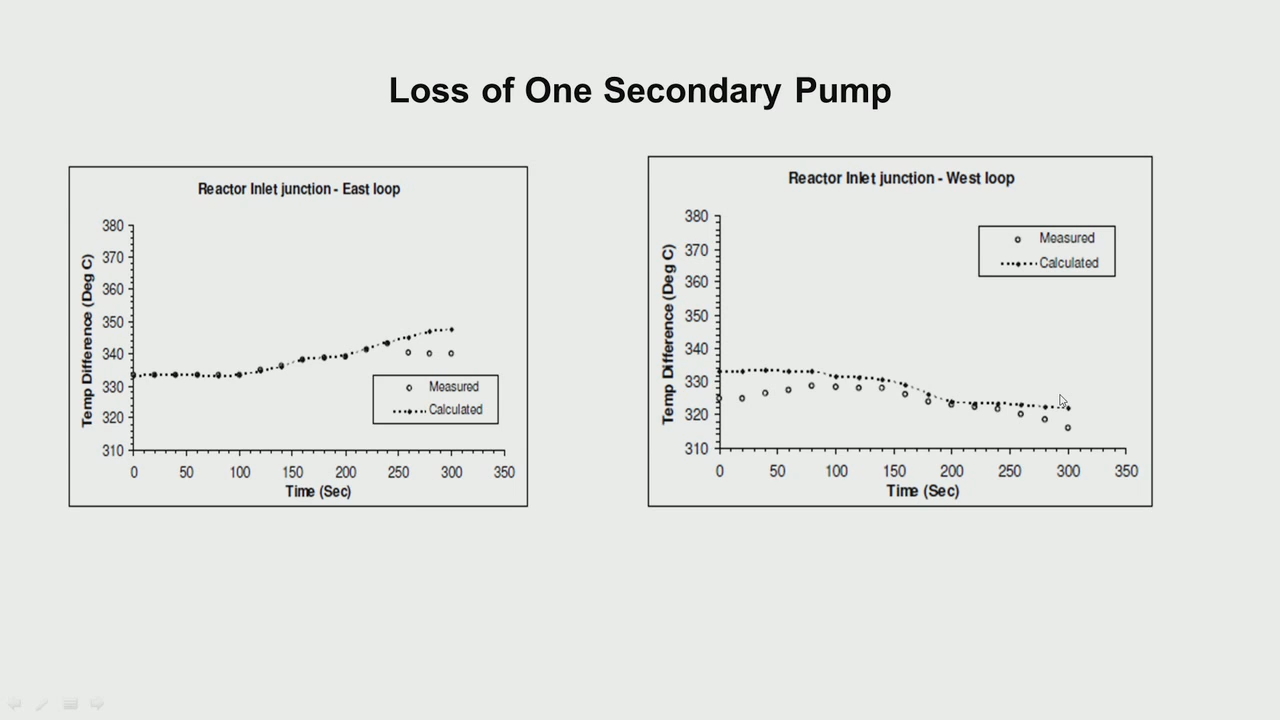 Loss of One Secondary Pump
Reactor Inlet junction - East loop
Temp Difference (Deg C)
380
370
360
350
340
330
320
310
Measured
Calculated
0 50 100 150 200 250 300 350
Time (Sec)
Reactor Inlet junction - West loop
Temp Difference (Deg C)
380
370
360
350
340
330
320
310
Measured
Calculated
0 50 100 150 200 250 300 350
Time (Sec)